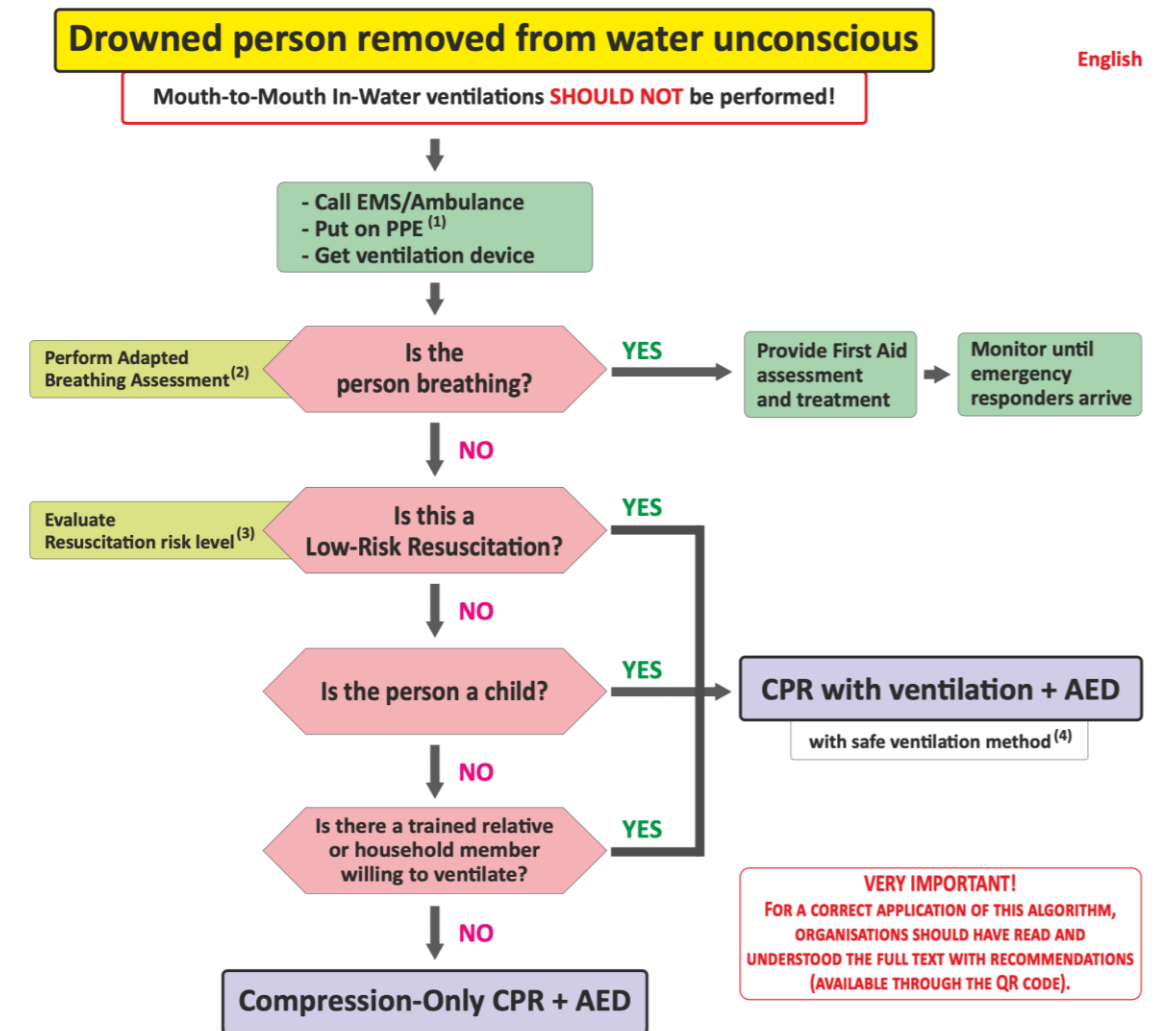 Drowned person removed from water unconscious
English
Mouth-to-Mouth In-Water ventilations SHOULD NOT be performed!
- Call EMS/Ambulance
- Put on PPE (1)
- Get ventilation device
Perform Adapted
Breathing Assessment(2)
Is the
person breathing?
YES
Provide First Aid
assessment
and treatment
Monitor until
emergency
responders arrive
NO
Evaluate
Resuscitation risk level(3)
Is this a
Low-Risk Resuscitation?
YES
NO
Is the person a child?
YES
CPR with ventilation + AED
with safe ventilation method(4)
NO
Is there a trained relative
or household member
willing to ventilate?
YES
NO
Compression-Only CPR + AED
VERY IMPORTANT!
FOR A CORRECT APPLICATION OF THIS ALGORITHM,
ORGANISATIONS SHOULD HAVE READ AND
UNDERSTOOD THE FULL TEXT WITH RECOMMENDATIONS
(AVAILABLE THROUGH THE QR CODE).